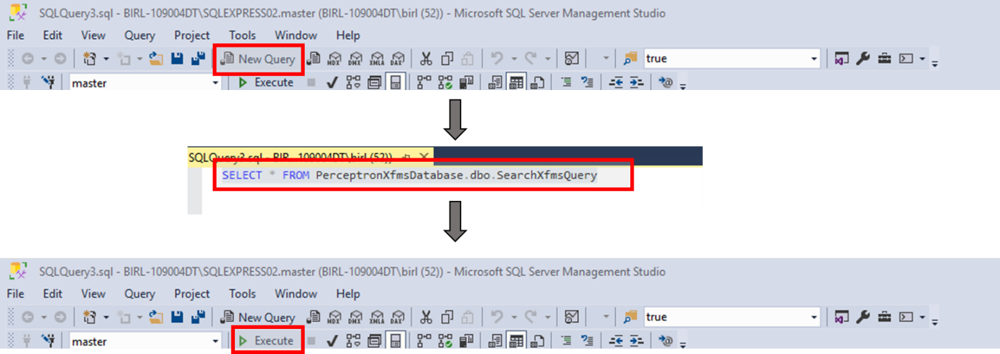 SQLQuery3.sql - BIRL-109004DT\SQLEXPRESS02.master (BIRL-109004DT\birl (52)) - Microsoft SQL Server Management Studio
File Edit View Query Project Tools Window Help
New Query MDX DMX XMLA DAX true
master Execute
SQLQuery3.sql - BIRL-109004DT\birl (52))
SELECT * FROM PerceptronXfmsDatabase.dbo.SearchXfmsQuery
SQLQuery3.sql - BIRL-109004DT\SQLEXPRESS02.master (BIRL-109004DT\birl (52)) - Microsoft SQL Server Management Studio
File Edit View Query Project Tools Window Help
New Query MDX DMX XMLA DAX true
master Execute